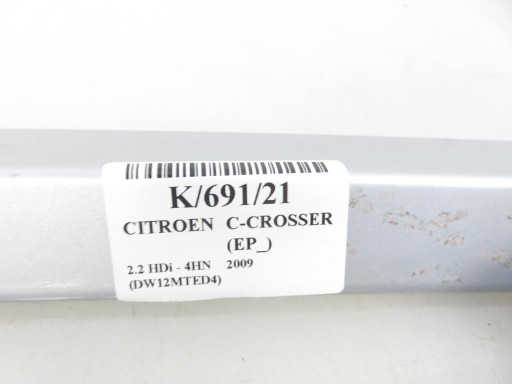 K/691/21
CITROEN C-CROSSER
(EP_)
2.2 HDi - 4HN 2009
(DW12MTED4)